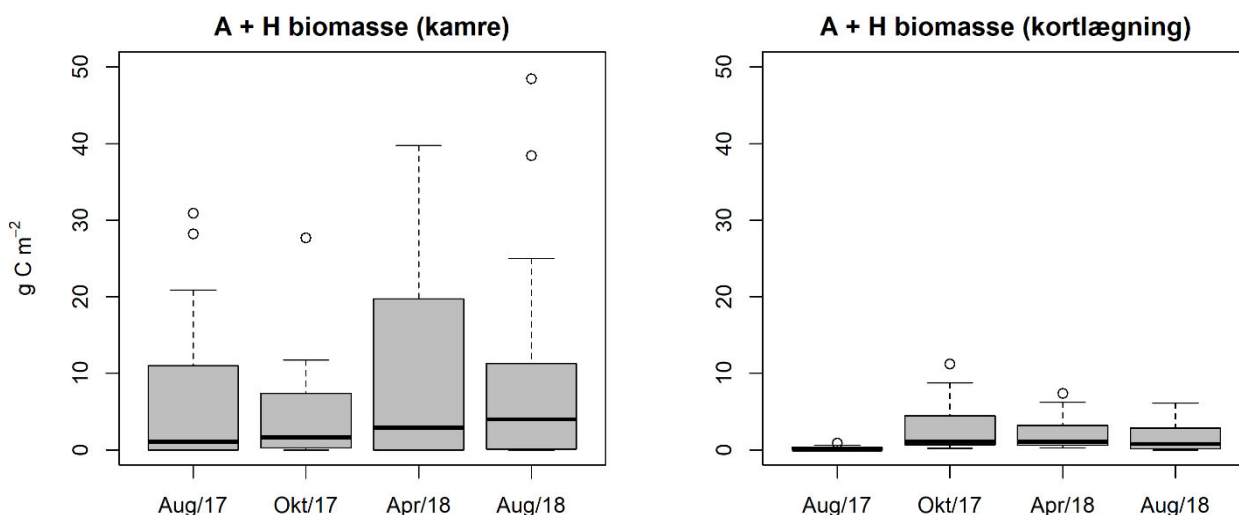 A + H biomasse (kamre)
g C m⁻²
50
40
30
20
10
0
Aug/17 Okt/17 Apr/18 Aug/18
A + H biomasse (kortlægning)
50
40
30
20
10
0
Aug/17 Okt/17 Apr/18 Aug/18